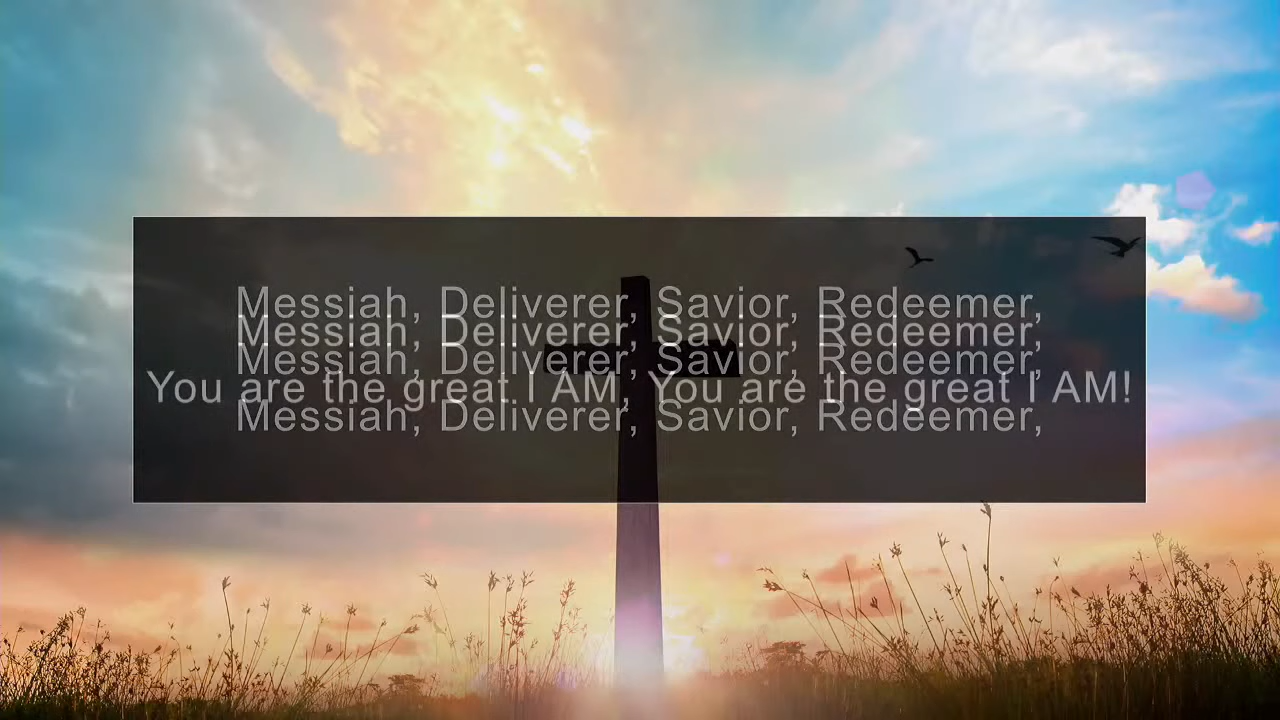 Messiah, Deliverer, Savior, Redeemer,
Messiah, Deliverer, Savior, Redeemer,
Messiah, Deliverer, Savior, Redeemer,
You are the great I AM, You are the great I AM!
Messiah, Deliverer, Savior, Redeemer,